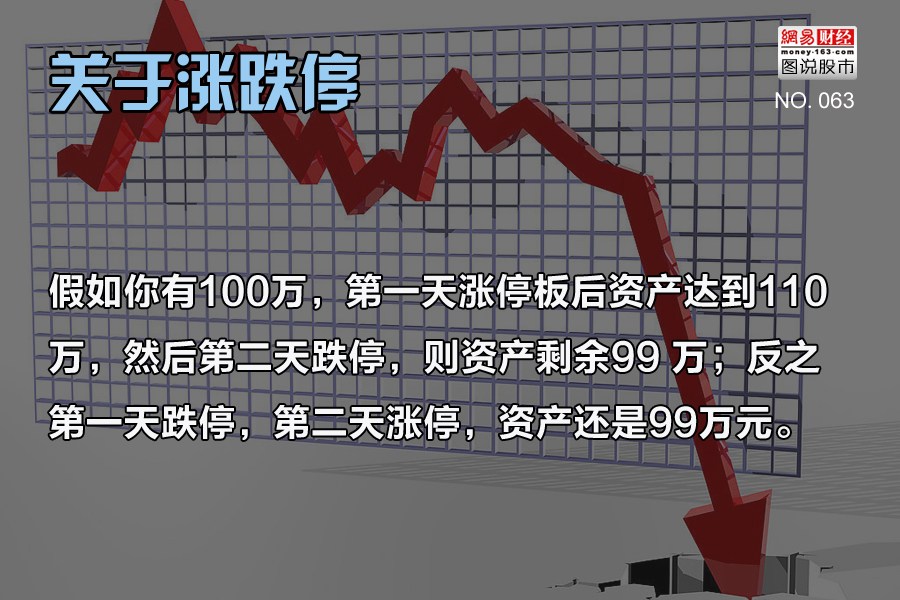 关于涨跌停
網易财经
money·163·com
图说股市
NO. 063
假如你有100万，第一天涨停板后资产达到110
万，然后第二天跌停，则资产剩余99 万；反之
第一天跌停，第二天涨停，资产还是99万元。